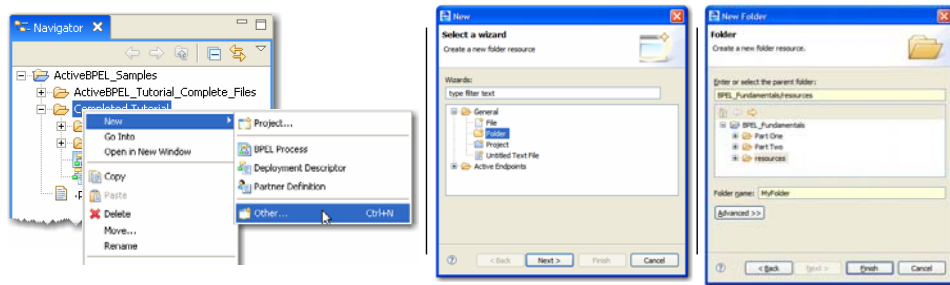 Navigator
ActiveBPEL_Samples
ActiveBPEL_Tutorial_Complete_Files
Completed Tutorial
New
Go Into
Open in New Window
Copy
Paste
Delete
Move...
Rename
Project...
BPEL Process
Deployment Descriptor
Partner Definition
Other... Ctrl+N
New
Select a wizard
Create a new folder resource
Wizards:
type filter text
General
File
Folder
Project
Untitled Text File
Active Endpoints
< Back Next > Finish Cancel
New Folder
Folder
Create a new folder resource.
Enter or select the parent folder:
BPEL_Fundamentals/resources
BPEL_Fundamentals
Part One
Part Two
resources
Folder name: MyFolder
Advanced >>
< Back Next > Finish Cancel